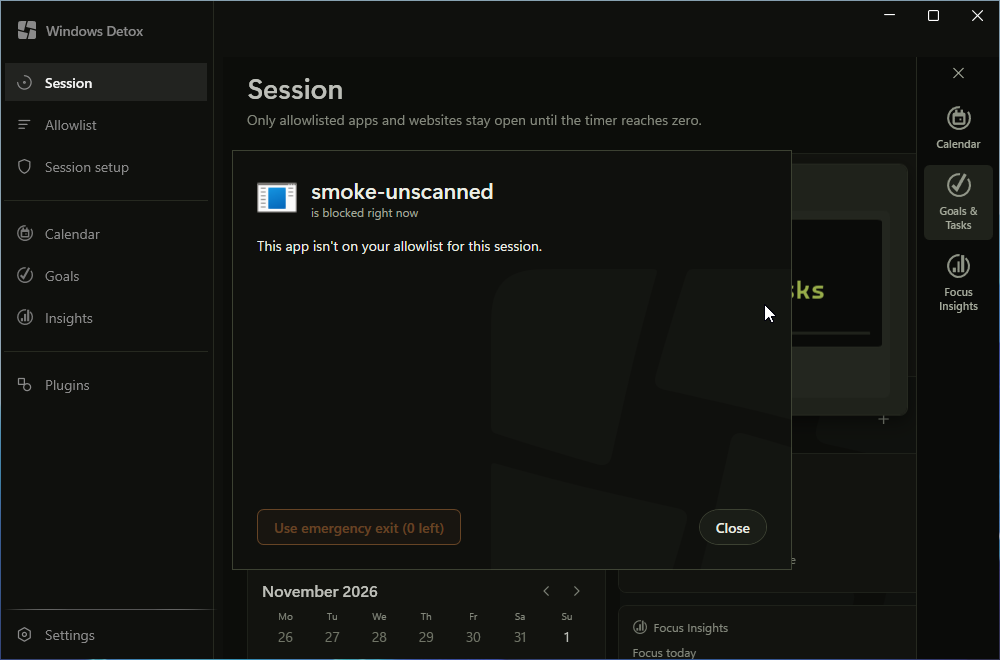 Windows Detox
Session
Allowlist
Session setup
Calendar
Goals
Insights
Plugins
Settings
Session
Only allowlisted apps and websites stay open until the timer reaches zero.
smoke-unscanned
is blocked right now
This app isn't on your allowlist for this session.
Use emergency exit (0 left)
Close
November 2026
Mo Tu We Th Fr Sa Su
26 27 28 29 30 31 1
Focus Insights
Focus today
Calendar
Goals &
Tasks
Focus
Insights